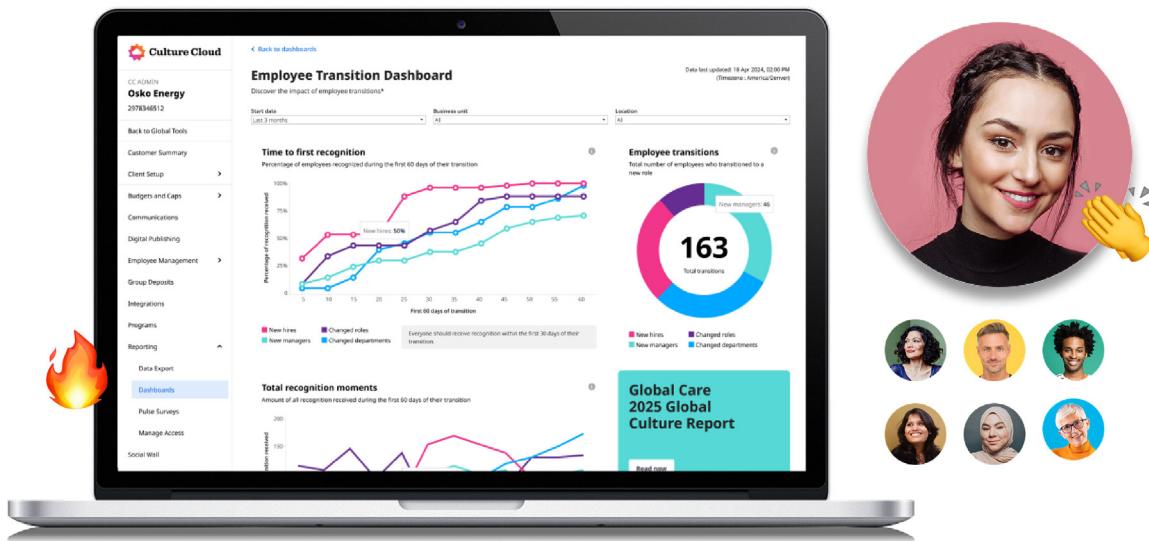 Culture Cloud
CC ADMIN
Osko Energy
2978346512
Back to Global Tools
Customer Summary
Client Setup
Budgets and Caps
Communications
Digital Publishing
Employee Management
Group Deposits
Integrations
Programs
Reporting
Data Export
Dashboards
Pulse Surveys
Manage Access
Social Wall
Back to dashboards
Employee Transition Dashboard
Discover the impact of employee transitions*
Data last updated: 18 Apr 2024, 02:00 PM
(Timezone : America/Denver)
Start date
Last 3 months
Business unit
All
Location
All
Time to first recognition
Percentage of employees recognized during the first 60 days of their transition
Percentage of recognition received
100%
75%
50%
25%
0
New hires: 50%
5 10 15 20 25 30 35 40 45 50 55 60
First 60 days of transition
New hires
Changed roles
New managers
Changed departments
Everyone should receive recognition within the first 30 days of their
transition.
Employee transitions
Total number of employees who transitioned to a
new role
New managers: 46
163
Total transitions
New hires
Changed roles
New managers
Changed departments
Total recognition moments
Amount of all recognition received during the first 60 days of their transition
200
150
nition received
Global Care
2025 Global
Culture Report
Read now